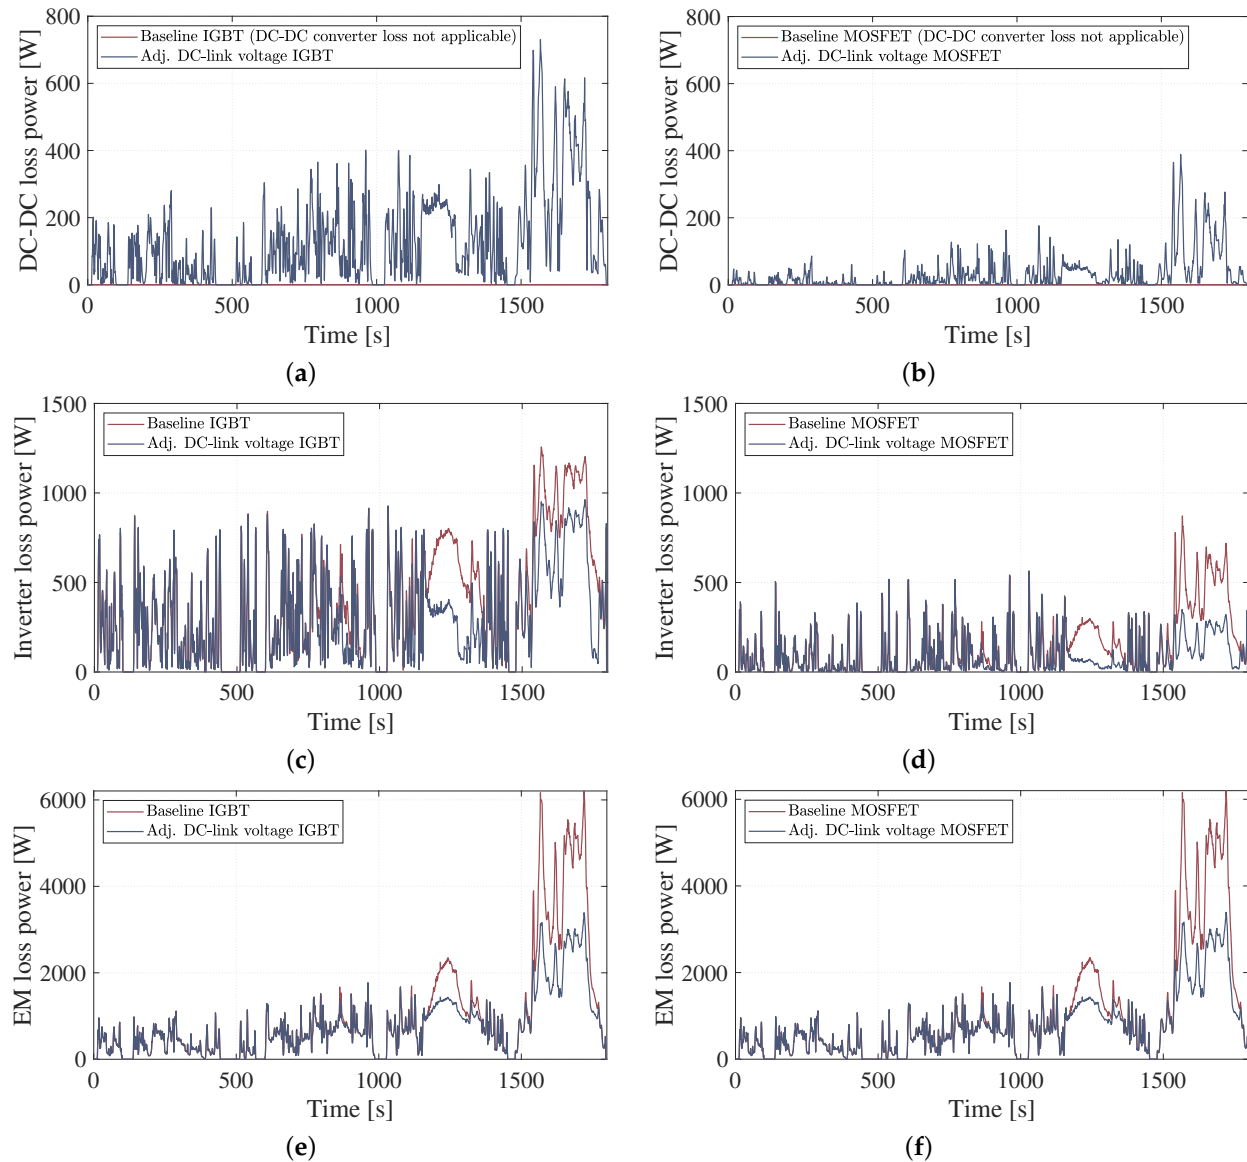 DC-DC loss power [W]
800
600
400
200
0
Baseline IGBT (DC-DC converter loss not applicable)
Adj. DC-link voltage IGBT
0 500 1000 1500
Time [s]
(a)
DC-DC loss power [W]
800
600
400
200
0
Baseline MOSFET (DC-DC converter loss not applicable)
Adj. DC-link voltage MOSFET
0 500 1000 1500
Time [s]
(b)
Inverter loss power [W]
1500
1000
500
0
Baseline IGBT
Adj. DC-link voltage IGBT
0 500 1000 1500
Time [s]
(c)
Inverter loss power [W]
1500
1000
500
0
Baseline MOSFET
Adj. DC-link voltage MOSFET
0 500 1000 1500
Time [s]
(d)
EM loss power [W]
6000
4000
2000
0
Baseline IGBT
Adj. DC-link voltage IGBT
0 500 1000 1500
Time [s]
(e)
EM loss power [W]
6000
4000
2000
0
Baseline MOSFET
Adj. DC-link voltage MOSFET
0 500 1000 1500
Time [s]
(f)